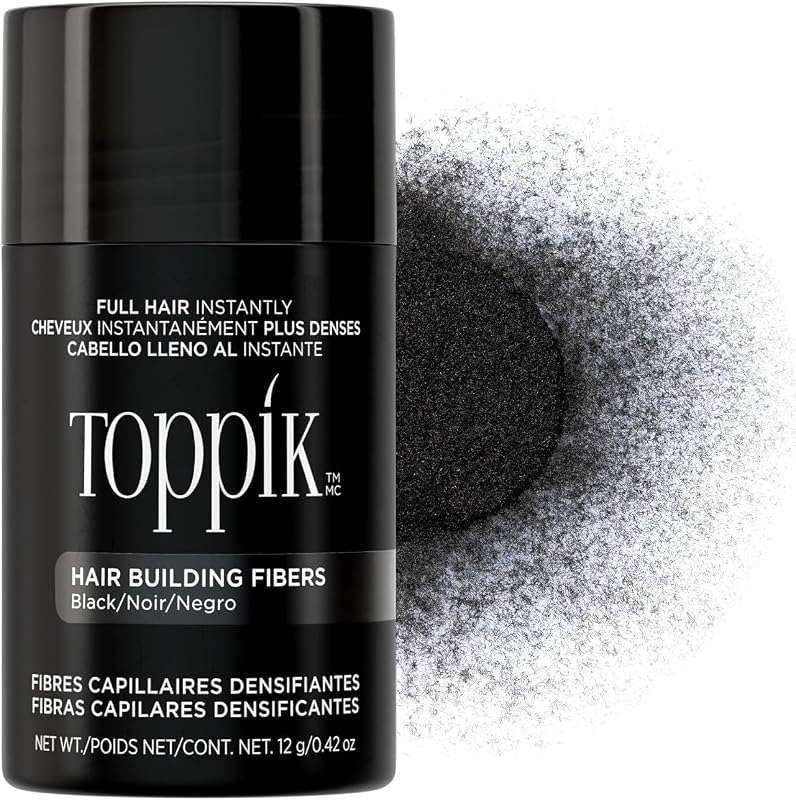 FULL HAIR INSTANTLY
CHEVEUX INSTANTANÉMENT PLUS DENSES
CABELLO LLENO AL INSTANTE
TOPPIK TM MC
HAIR BUILDING FIBERS
Black/Noir/Negro
FIBRES CAPILLAIRES DENSIFIANTES
FIBRAS CAPILARES DENSIFICANTES
NET WT./POIDS NET/CONT. NET. 12 g/0.42 oz